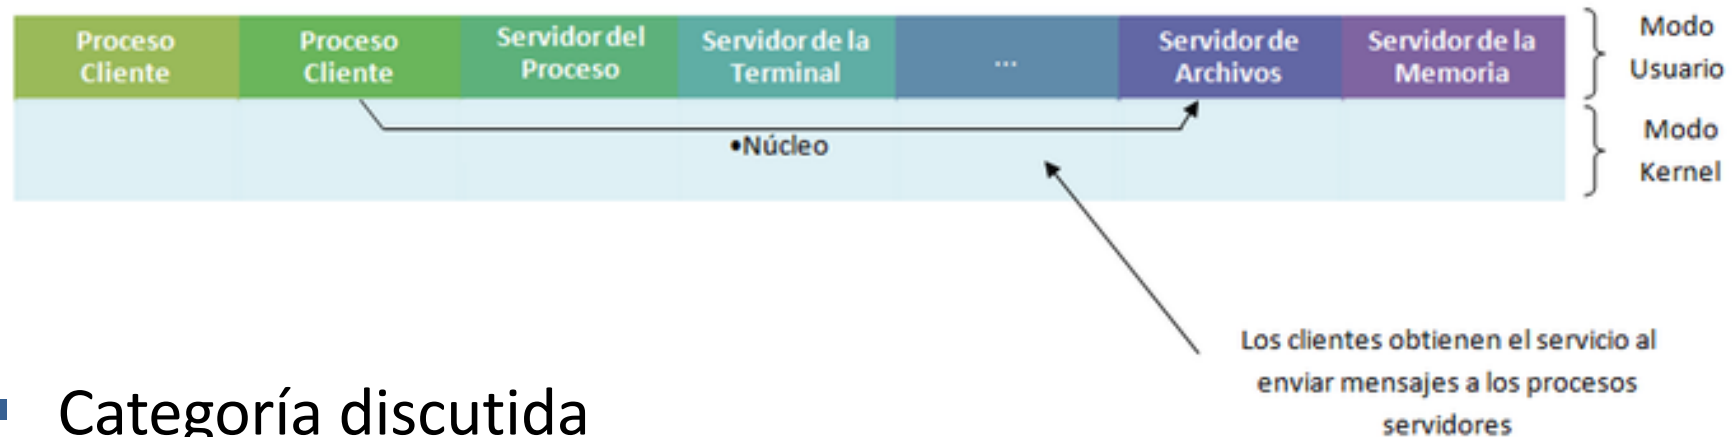 Proceso
Cliente
Proceso
Cliente
Servidor del
Proceso
Servidor de la
Terminal
...
Servidor de
Archivos
Servidor de la
Memoria
Modo
Usuario
•Núcleo
Modo
Kernel
Los clientes obtienen el servicio al
enviar mensajes a los procesos
servidores
Categoría discutida